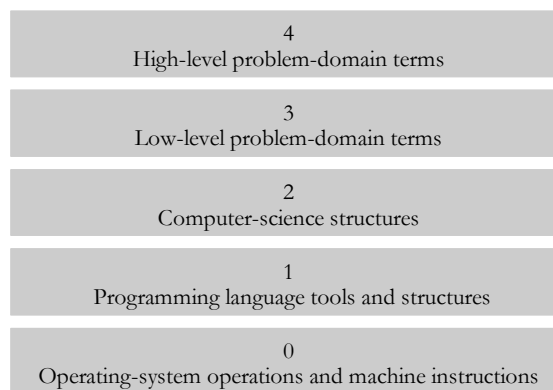 4
High-level problem-domain terms
3
Low-level problem-domain terms
2
Computer-science structures
1
Programming language tools and structures
0
Operating-system operations and machine instructions